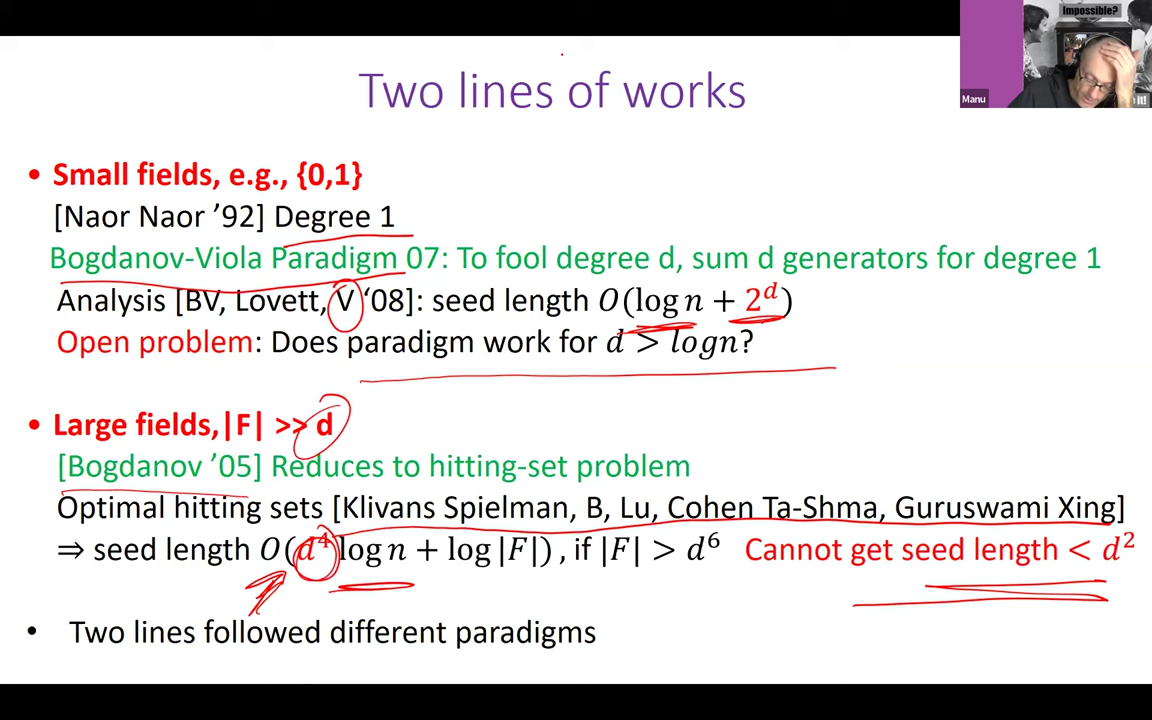 Impossible?
Manu
it!
Two lines of works
• Small fields, e.g., {0,1}
[Naor Naor ’92] Degree 1
Bogdanov-Viola Paradigm 07: To fool degree d, sum d generators for degree 1
Analysis [BV, Lovett, V ‘08]: seed length O(log n + 2^d)
Open problem: Does paradigm work for d > logn?
• Large fields,|F| >> d
[Bogdanov ’05] Reduces to hitting-set problem
Optimal hitting sets [Klivans Spielman, B, Lu, Cohen Ta-Shma, Guruswami Xing]
⇒ seed length O(d^4 log n + log |F|) , if |F| > d^6 Cannot get seed length < d^2
• Two lines followed different paradigms